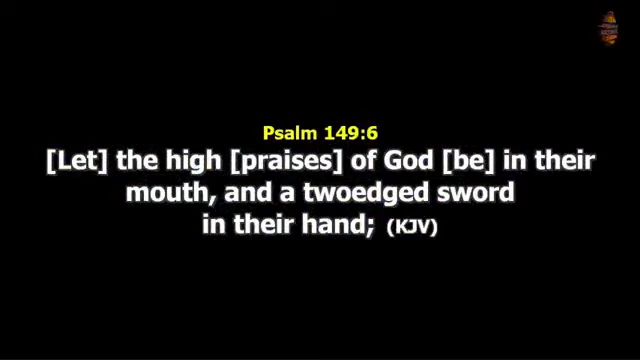 Psalm 149:6
[Let] the high [praises] of God [be] in their
mouth, and a twoedged sword
in their hand; (KJV)